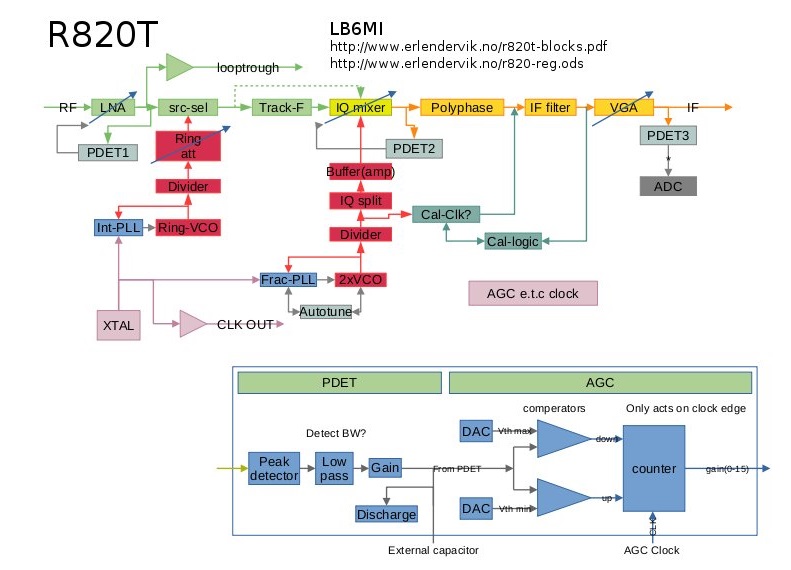 R820T
LB6MI
http://www.erlendervik.no/r820t-blocks.pdf
http://www.erlendervik.no/r820-reg.ods
looptrough
RF
LNA
src-sel
Track-F
IQ mixer
Polyphase
IF filter
VGA
IF
PDET1
Ring
att
PDET2
PDET3
*
Buffer(amp)
Divider
ADC
IQ split
Cal-Clk?
Int-PLL
Ring-VCO
Divider
Cal-logic
Frac-PLL
2xVCO
AGC e.t.c clock
Autotune
XTAL
CLK OUT
PDET
AGC
comperators
Only acts on clock edge
Detect BW?
DAC
Vth max
down
Peak
detector
Low
pass
Gain
From PDET
counter
gain(0-15)
Discharge
DAC
Vth min
up
CLK
External capacitor
AGC Clock